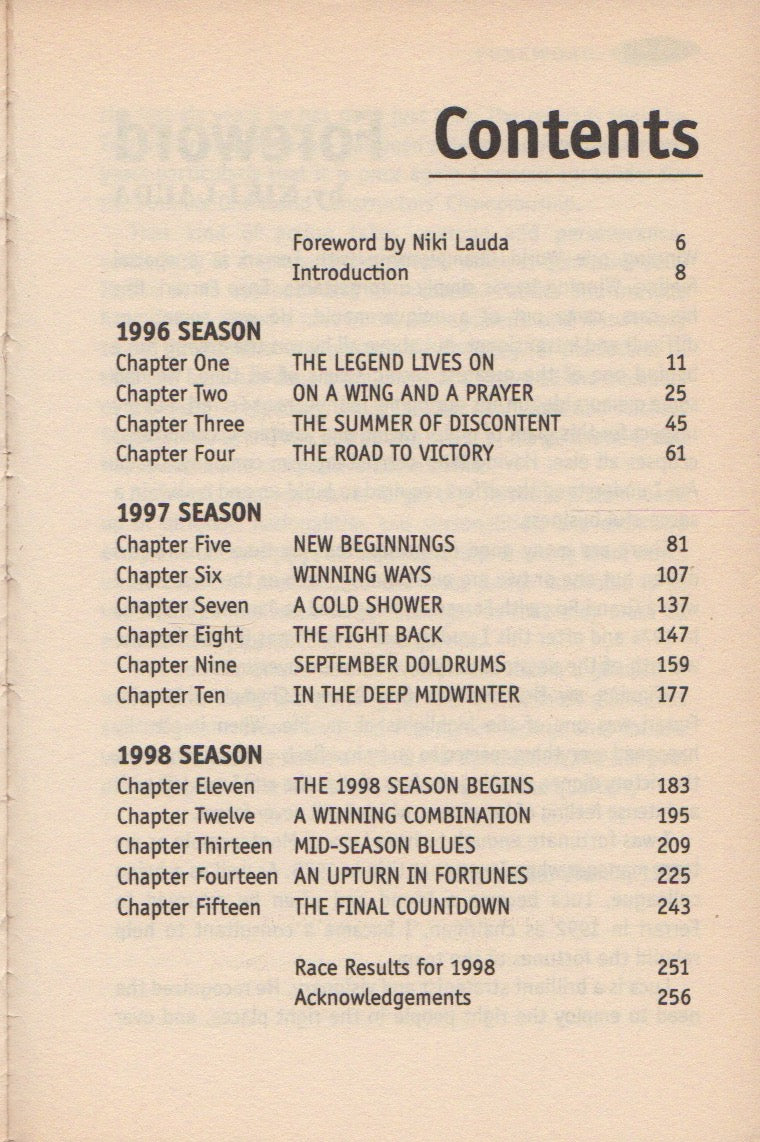 Contents
Foreword by Niki Lauda 6
Introduction 8
1996 SEASON
Chapter One THE LEGEND LIVES ON 11
Chapter Two ON A WING AND A PRAYER 25
Chapter Three THE SUMMER OF DISCONTENT 45
Chapter Four THE ROAD TO VICTORY 61
1997 SEASON
Chapter Five NEW BEGINNINGS 81
Chapter Six WINNING WAYS 107
Chapter Seven A COLD SHOWER 137
Chapter Eight THE FIGHT BACK 147
Chapter Nine SEPTEMBER DOLDRUMS 159
Chapter Ten IN THE DEEP MIDWINTER 177
1998 SEASON
Chapter Eleven THE 1998 SEASON BEGINS 183
Chapter Twelve A WINNING COMBINATION 195
Chapter Thirteen MID-SEASON BLUES 209
Chapter Fourteen AN UPTURN IN FORTUNES 225
Chapter Fifteen THE FINAL COUNTDOWN 243
Race Results for 1998 251
Acknowledgements 256